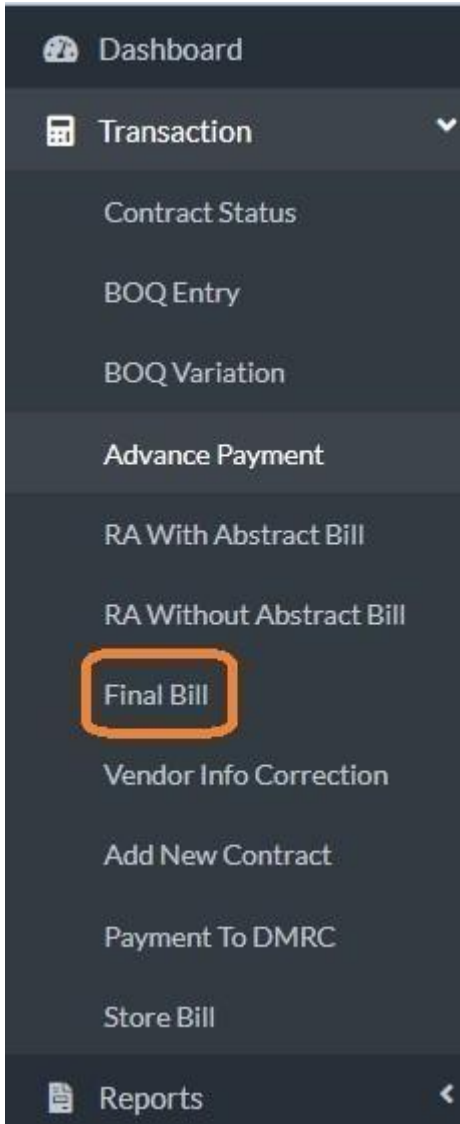 Dashboard
Transaction
Contract Status
BOQ Entry
BOQ Variation
Advance Payment
RA With Abstract Bill
RA Without Abstract Bill
Final Bill
Vendor Info Correction
Add New Contract
Payment To DMRC
Store Bill
Reports